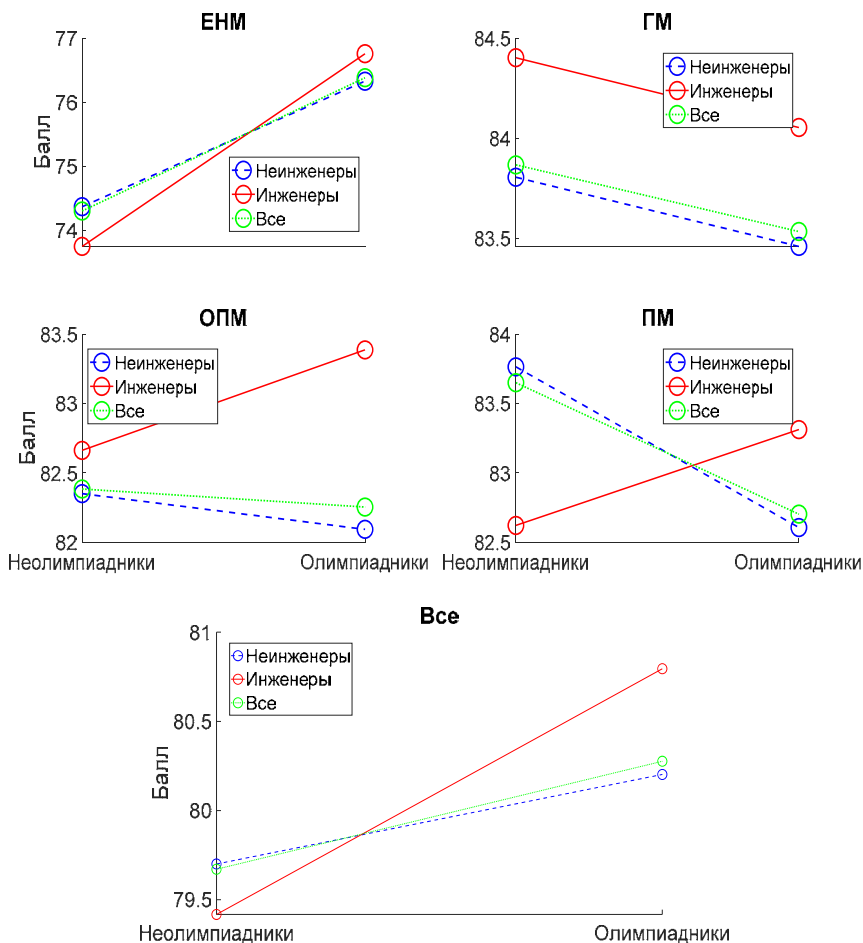 ЕНМ
77
76
75
74
Балл
Неинженеры
Инженеры
Все
ГМ
84.5
84
83.5
Неинженеры
Инженеры
Все
ОПМ
83.5
83
82.5
82
Балл
Неинженеры
Инженеры
Все
Неолимпиадники
Олимпиадники
ПМ
84
83.5
83
82.5
Неинженеры
Инженеры
Все
Неолимпиадники
Олимпиадники
Все
81
80.5
80
79.5
Балл
Неинженеры
Инженеры
Все
Неолимпиадники
Олимпиадники